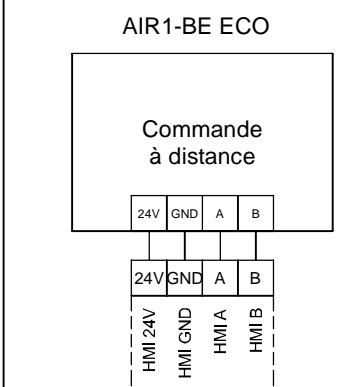 AIR1-BE ECO
Commande
à distance
24V GND A B
24V GND A B
HMI 24V
HMI GND
HMI A
HMI B